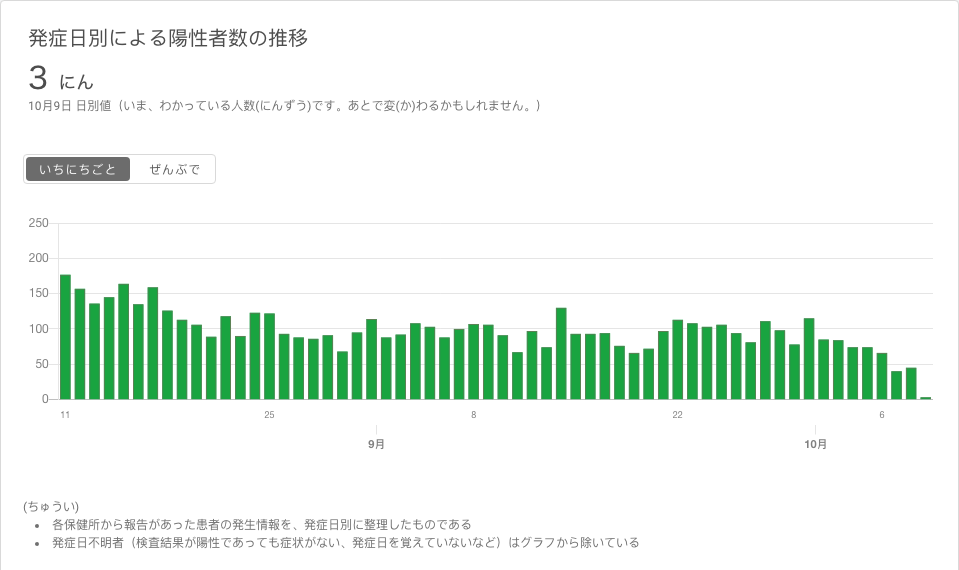 発症日別による陽性者数の推移
3 にん
10月9日 日別値（いま、わかっている人数(にんずう)です。あとで変(か)わるかもしれません。）
いちにちごと ぜんぶで
250
200
150
100
50
0
11 25 8 22 6
9月 10月
(ちゅうい)
• 各保健所から報告があった患者の発生情報を、発症日別に整理したものである
• 発症日不明者（検査結果が陽性であっても症状がない、発症日を覚えていないなど）はグラフから除いている